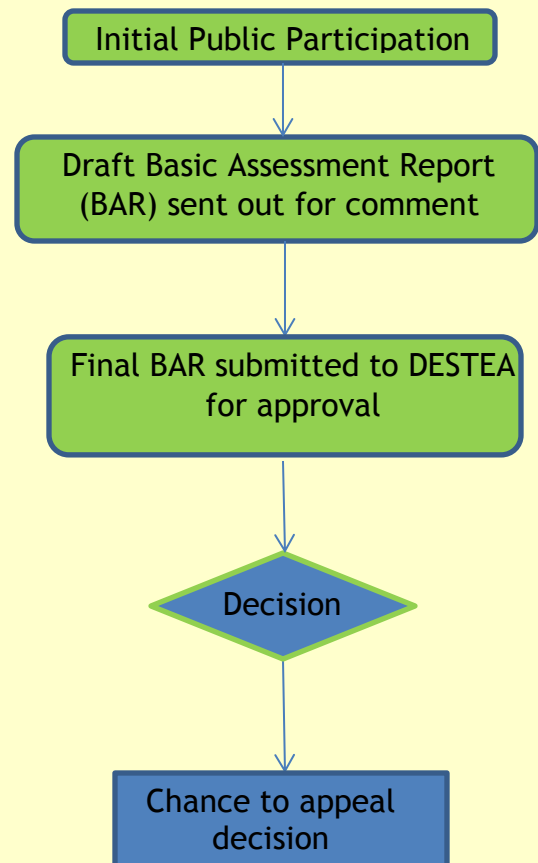 Initial Public Participation
Draft Basic Assessment Report
(BAR) sent out for comment
Final BAR submitted to DESTEA
for approval
Decision
Chance to appeal
decision